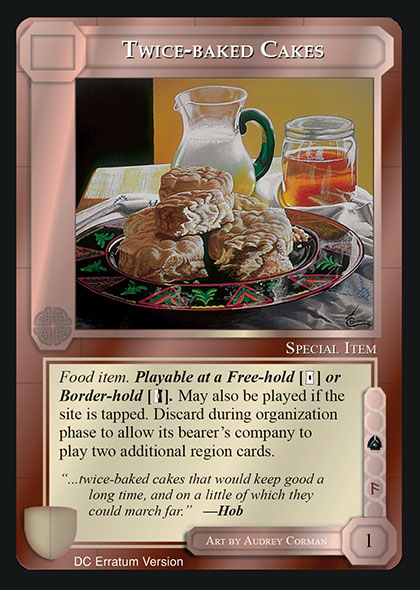 TWICE-BAKED CAKES
SPECIAL ITEM
Food item. Playable at a Free-hold [] or
Border-hold []. May also be played if the
site is tapped. Discard during organization
phase to allow its bearer's company to
play two additional region cards.
“...twice-baked cakes that would keep good a
long time, and on a little of which they
could march far.” —Hob
ART BY AUDREY CORMAN
1
DC Erratum Version